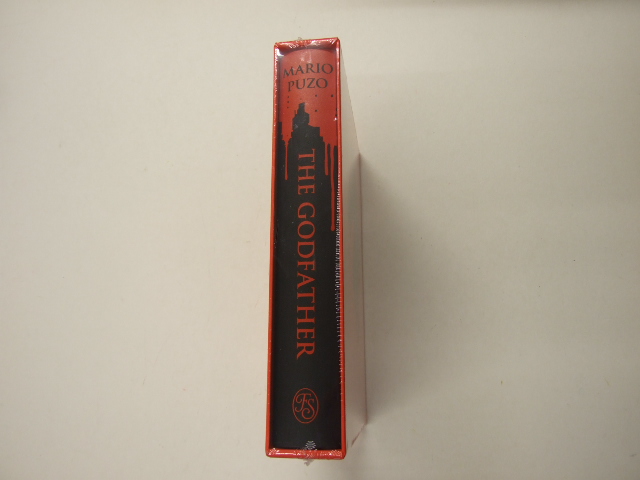 MARIO
PUZO
THE GODFATHER
FS